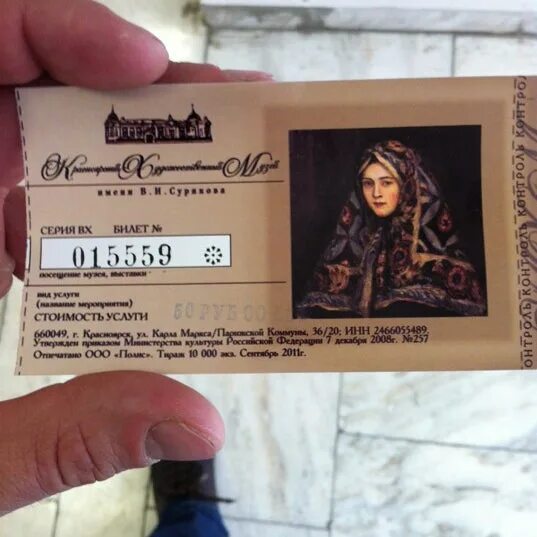 Красноярский Художественный Музей
имени В.И.Сурикова
СЕРИЯ ВХ БИЛЕТ №
015559
посещение музея, выставки
вид услуги
(название мероприятия)
СТОИМОСТЬ УСЛУГИ
50 РУБ 00
660049, г. Красноярск, ул. Карла Маркса/Парижской Коммуны, 36/20; ИНН 2466055489.
Утвержден приказом Министерства культуры Российской Федерации 7 декабря 2008г. №257
Отпечатано ООО «Полис». Тираж 10 000 экз. Сентябрь 2011г.
КОНТРОЛЬ КОНТРОЛЬ КОНТРОЛЬ